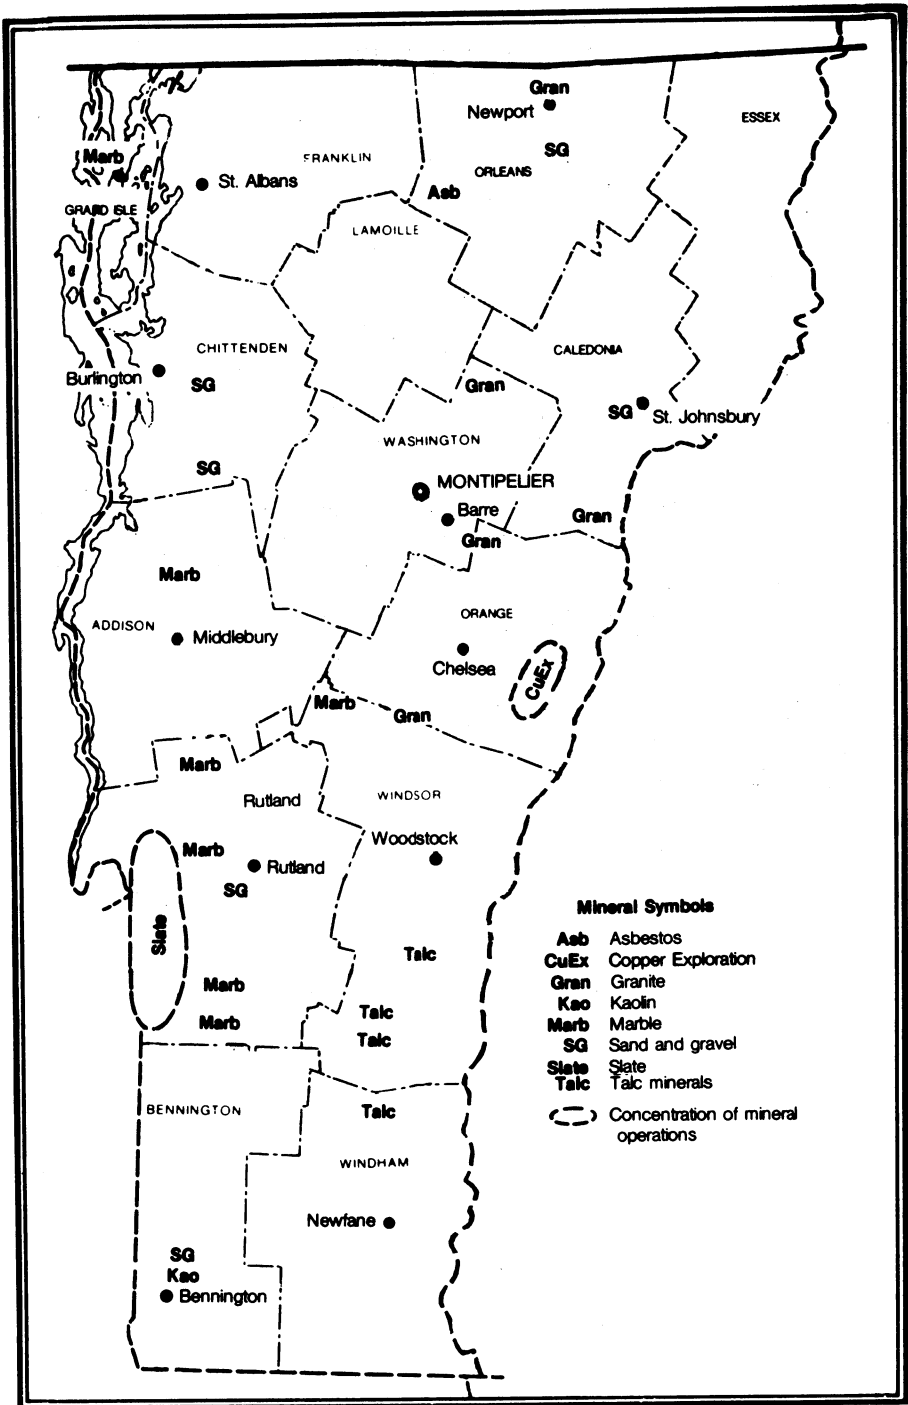 Gran
Newport
ESSEX
SG
Marb
FRANKLIN
ORLEANS
St. Albans
Asb
GRAND ISLE
LAMOILLE
CHITTENDEN
CALEDONIA
Burlington
SG
Gran
SG
St. Johnsbury
WASHINGTON
SG
MONTIPELIER
Barre
Gran
Gran
Marb
ADDISON
Middlebury
ORANGE
Chelsea
CuEx
Marb
Gran
Marb
Rutland
WINDSOR
Woodstock
Marb
Rutland
SG
Slate
Talc
Marb
Marb
Talc
Talc
BENNINGTON
Talc
WINDHAM
Newfane
SG
Kao
Bennington
Mineral Symbols
Asb Asbestos
CuEx Copper Exploration
Gran Granite
Kao Kaolin
Marb Marble
SG Sand and gravel
Slate Slate
Talc Talc minerals
Concentration of mineral
operations